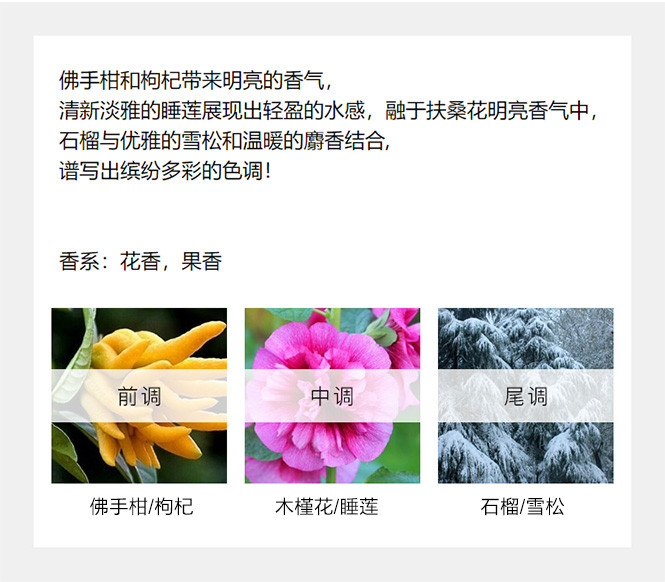 佛手柑和枸杞带来明亮的香气，
清新淡雅的睡莲展现出轻盈的水感，融于扶桑花明亮香气中，
石榴与优雅的雪松和温暖的麝香结合，
谱写出缤纷多彩的色调！
香系：花香，果香
前调
中调
尾调
佛手柑/枸杞
木槿花/睡莲
石榴/雪松